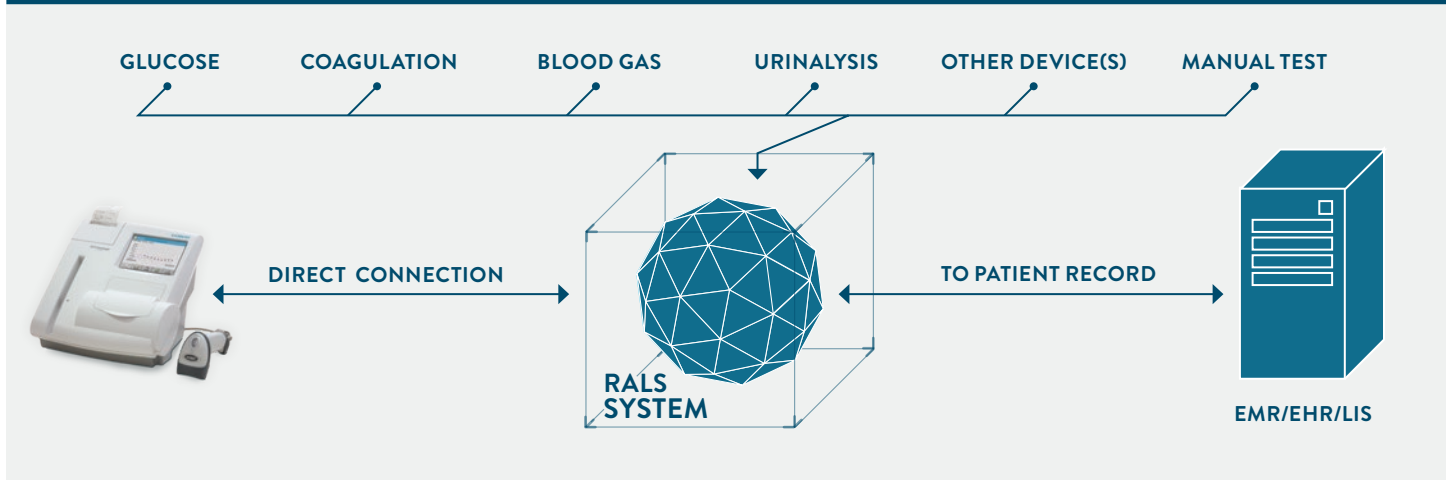 GLUCOSE
COAGULATION
BLOOD GAS
URINALYSIS
OTHER DEVICE(S)
MANUAL TEST
DIRECT CONNECTION
TO PATIENT RECORD
RALS
SYSTEM
EMR/EHR/LIS